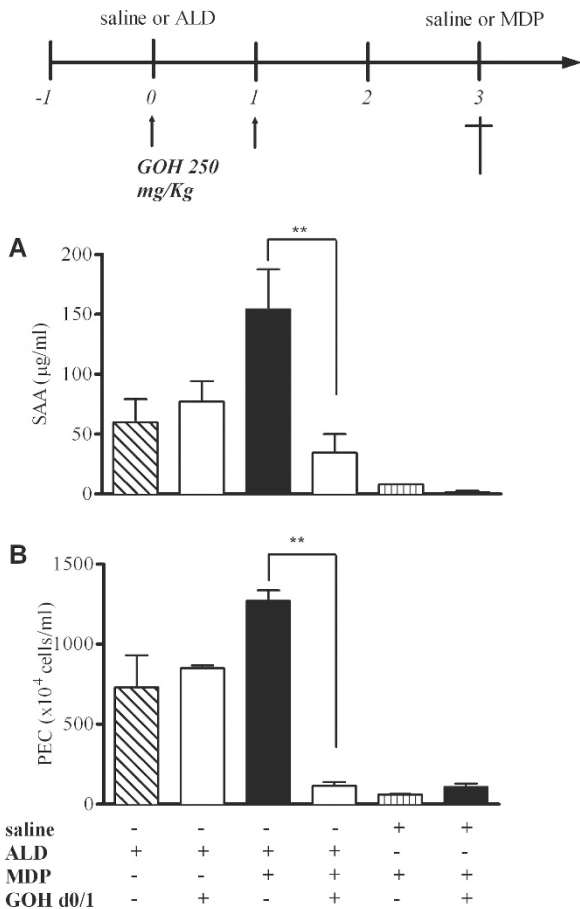 saline or ALD saline or MDP
-1 0 1 2 3
GOH 250
mg/Kg
A
**
SAA (µg/ml)
200
150
100
50
0
B
**
PEC (x10⁴ cells/ml)
1500
1000
500
0
saline - - - - + +
ALD + + + + - -
MDP - - + + + +
GOH d0/1 - + - + - +